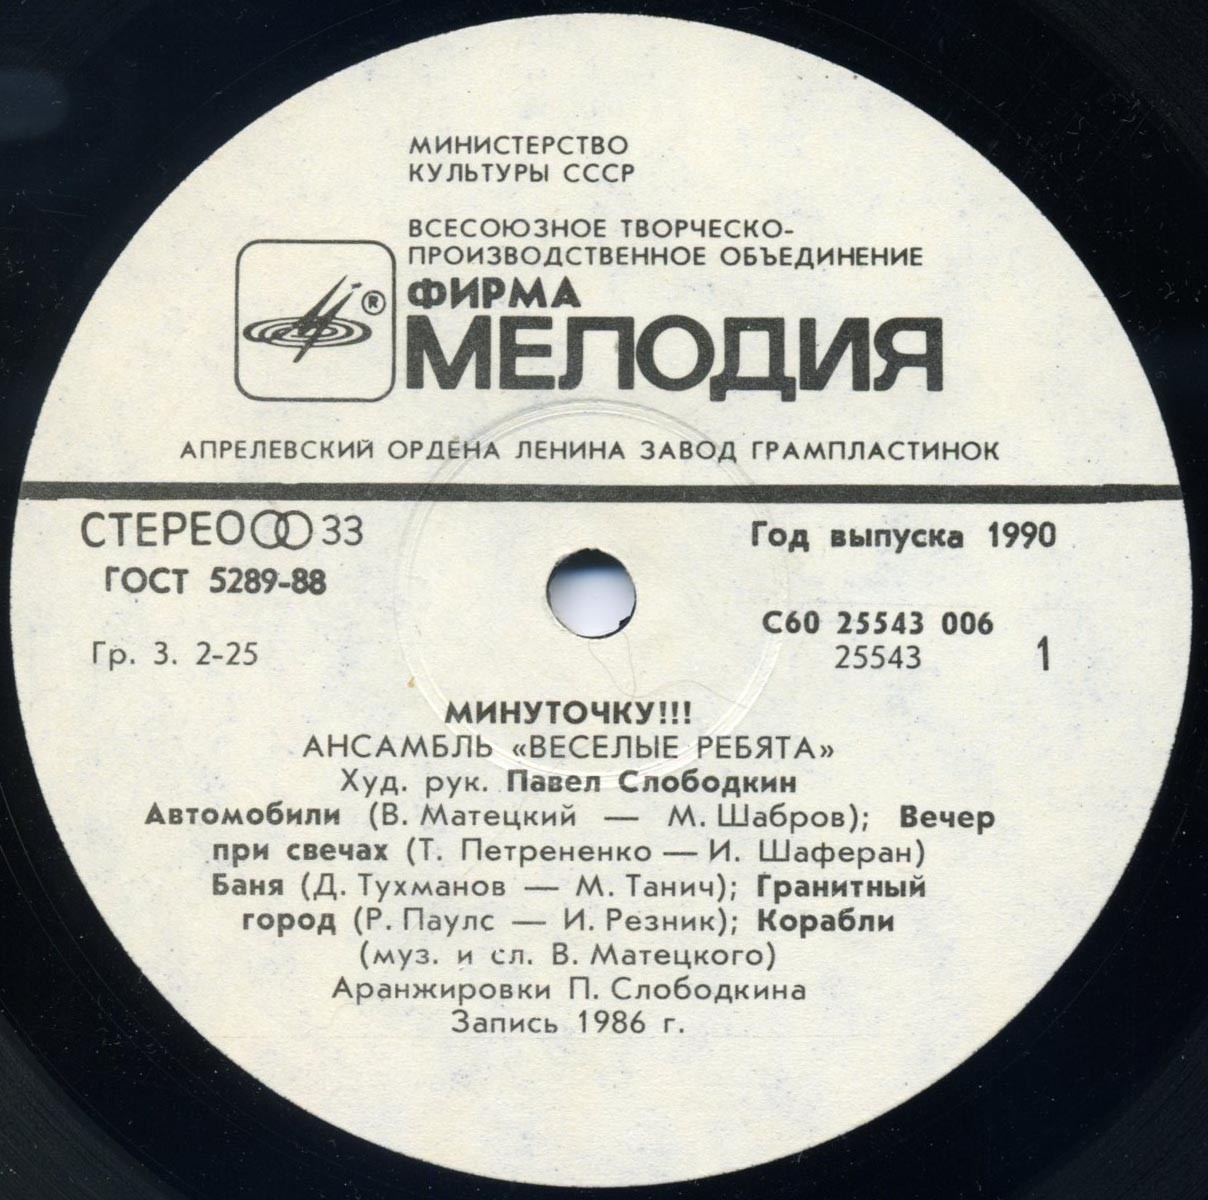 МИНИСТЕРСТВО
КУЛЬТУРЫ СССР
ВСЕСОЮЗНОЕ ТВОРЧЕСКО-
ПРОИЗВОДСТВЕННОЕ ОБЪЕДИНЕНИЕ
®
ФИРМА
МЕЛОДИЯ
АПРЕЛЕВСКИЙ ОРДЕНА ЛЕНИНА ЗАВОД ГРАМПЛАСТИНОК
СТЕРЕО 33
Год выпуска 1990
ГОСТ 5289-88
С60 25543 006
Гр. 3. 2-25
25543 1
МИНУТОЧКУ!!!
АНСАМБЛЬ «ВЕСЕЛЫЕ РЕБЯТА»
Худ. рук. Павел Слободкин
Автомобили (В. Матецкий — М. Шабров); Вечер
при свечах (Т. Петрененко — И. Шаферан)
Баня (Д. Тухманов — М. Танич); Гранитный
город (Р. Паулс — И. Резник); Корабли
(муз. и сл. В. Матецкого)
Аранжировки П. Слободкина
Запись 1986 г.